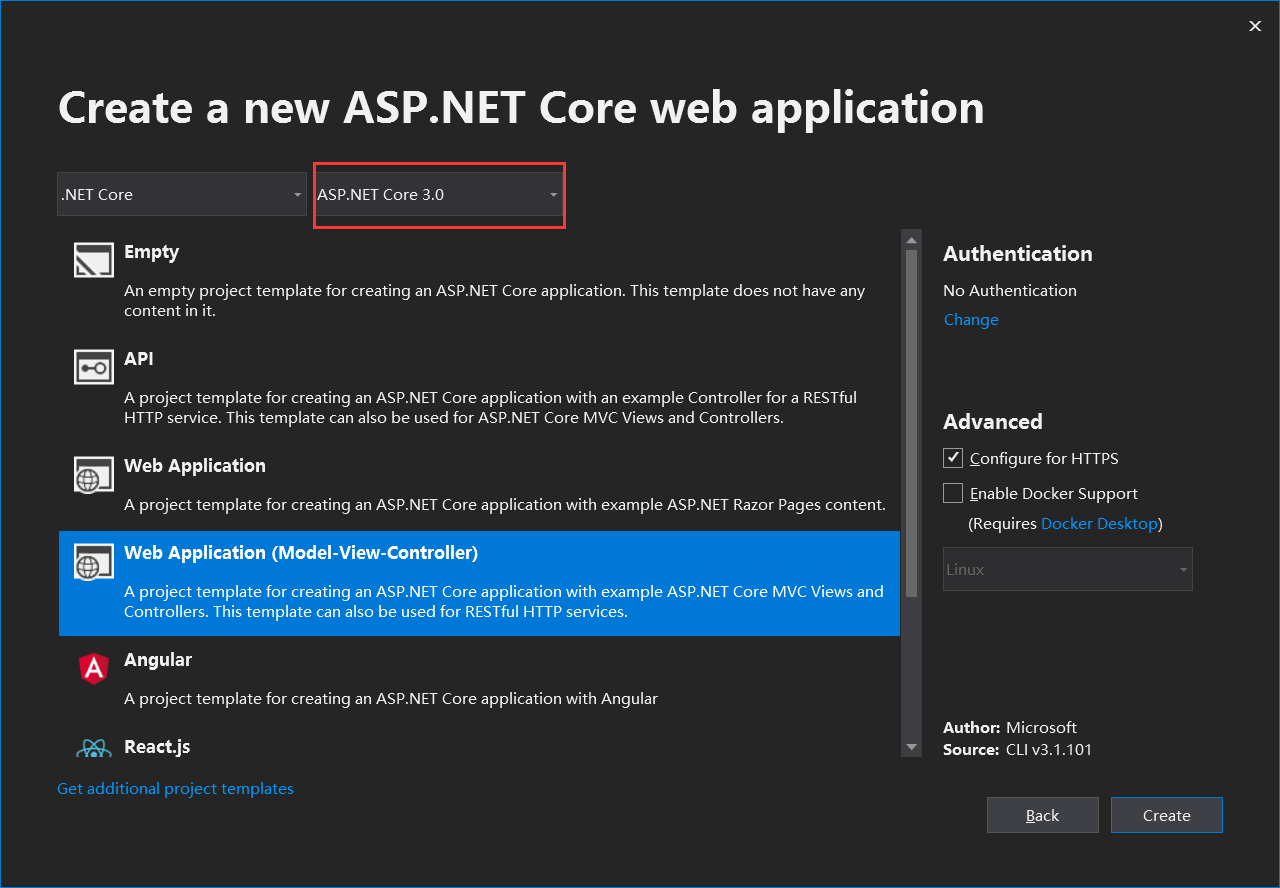 Create a new ASP.NET Core web application
.NET Core
ASP.NET Core 3.0
Empty
An empty project template for creating an ASP.NET Core application. This template does not have any
content in it.
API
A project template for creating an ASP.NET Core application with an example Controller for a RESTful
HTTP service. This template can also be used for ASP.NET Core MVC Views and Controllers.
Web Application
A project template for creating an ASP.NET Core application with example ASP.NET Razor Pages content.
Web Application (Model-View-Controller)
A project template for creating an ASP.NET Core application with example ASP.NET Core MVC Views and
Controllers. This template can also be used for RESTful HTTP services.
Angular
A project template for creating an ASP.NET Core application with Angular
React.js
Get additional project templates
Authentication
No Authentication
Change
Advanced
Configure for HTTPS
Enable Docker Support
(Requires Docker Desktop)
Linux
Author: Microsoft
Source: CLI v3.1.101
Back
Create